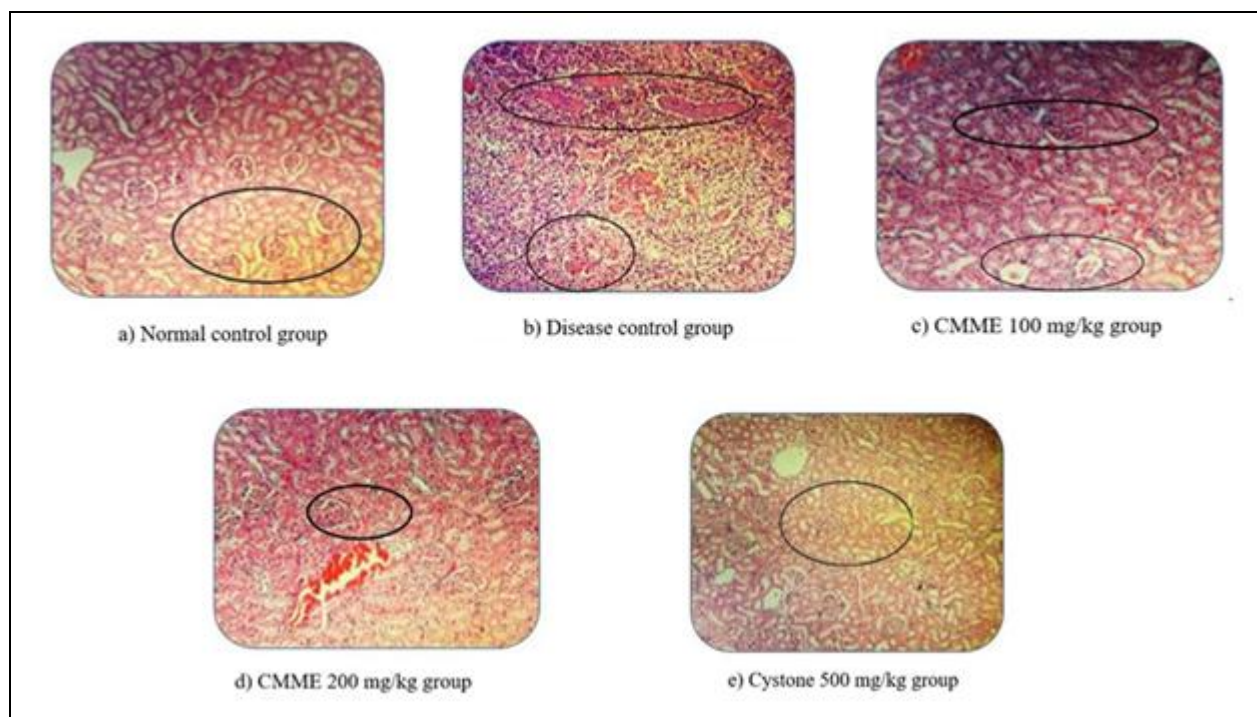 a) Normal control group
b) Disease control group
c) CMME 100 mg/kg group
d) CMME 200 mg/kg group
e) Cystone 500 mg/kg group